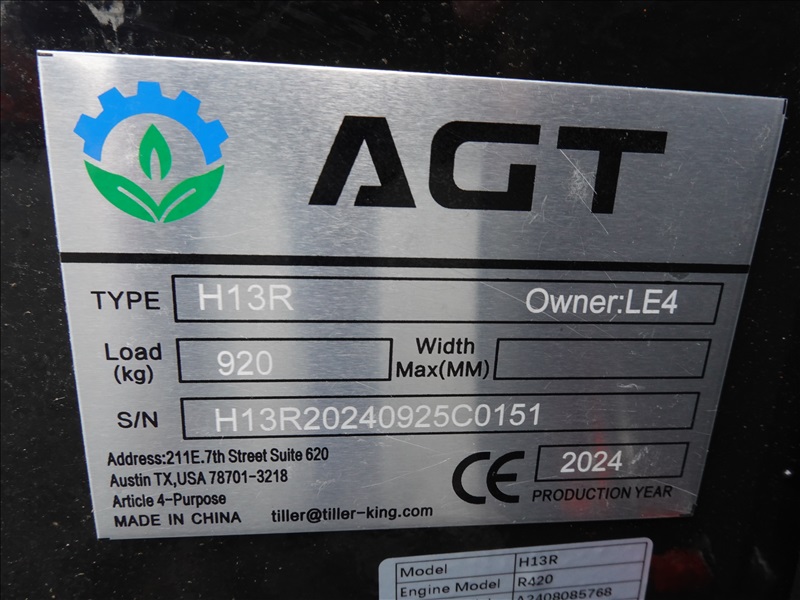 AGT
TYPE H13R Owner:LE4
Load (kg) 920 Width Max(MM)
S/N H13R20240925C0151
Address:211E.7th Street Suite 620
Austin TX,USA 78701-3218
Article 4-Purpose
MADE IN CHINA tiller@tiller-king.com
CE 2024
PRODUCTION YEAR
Model H13R
Engine Model R420
A2408085768